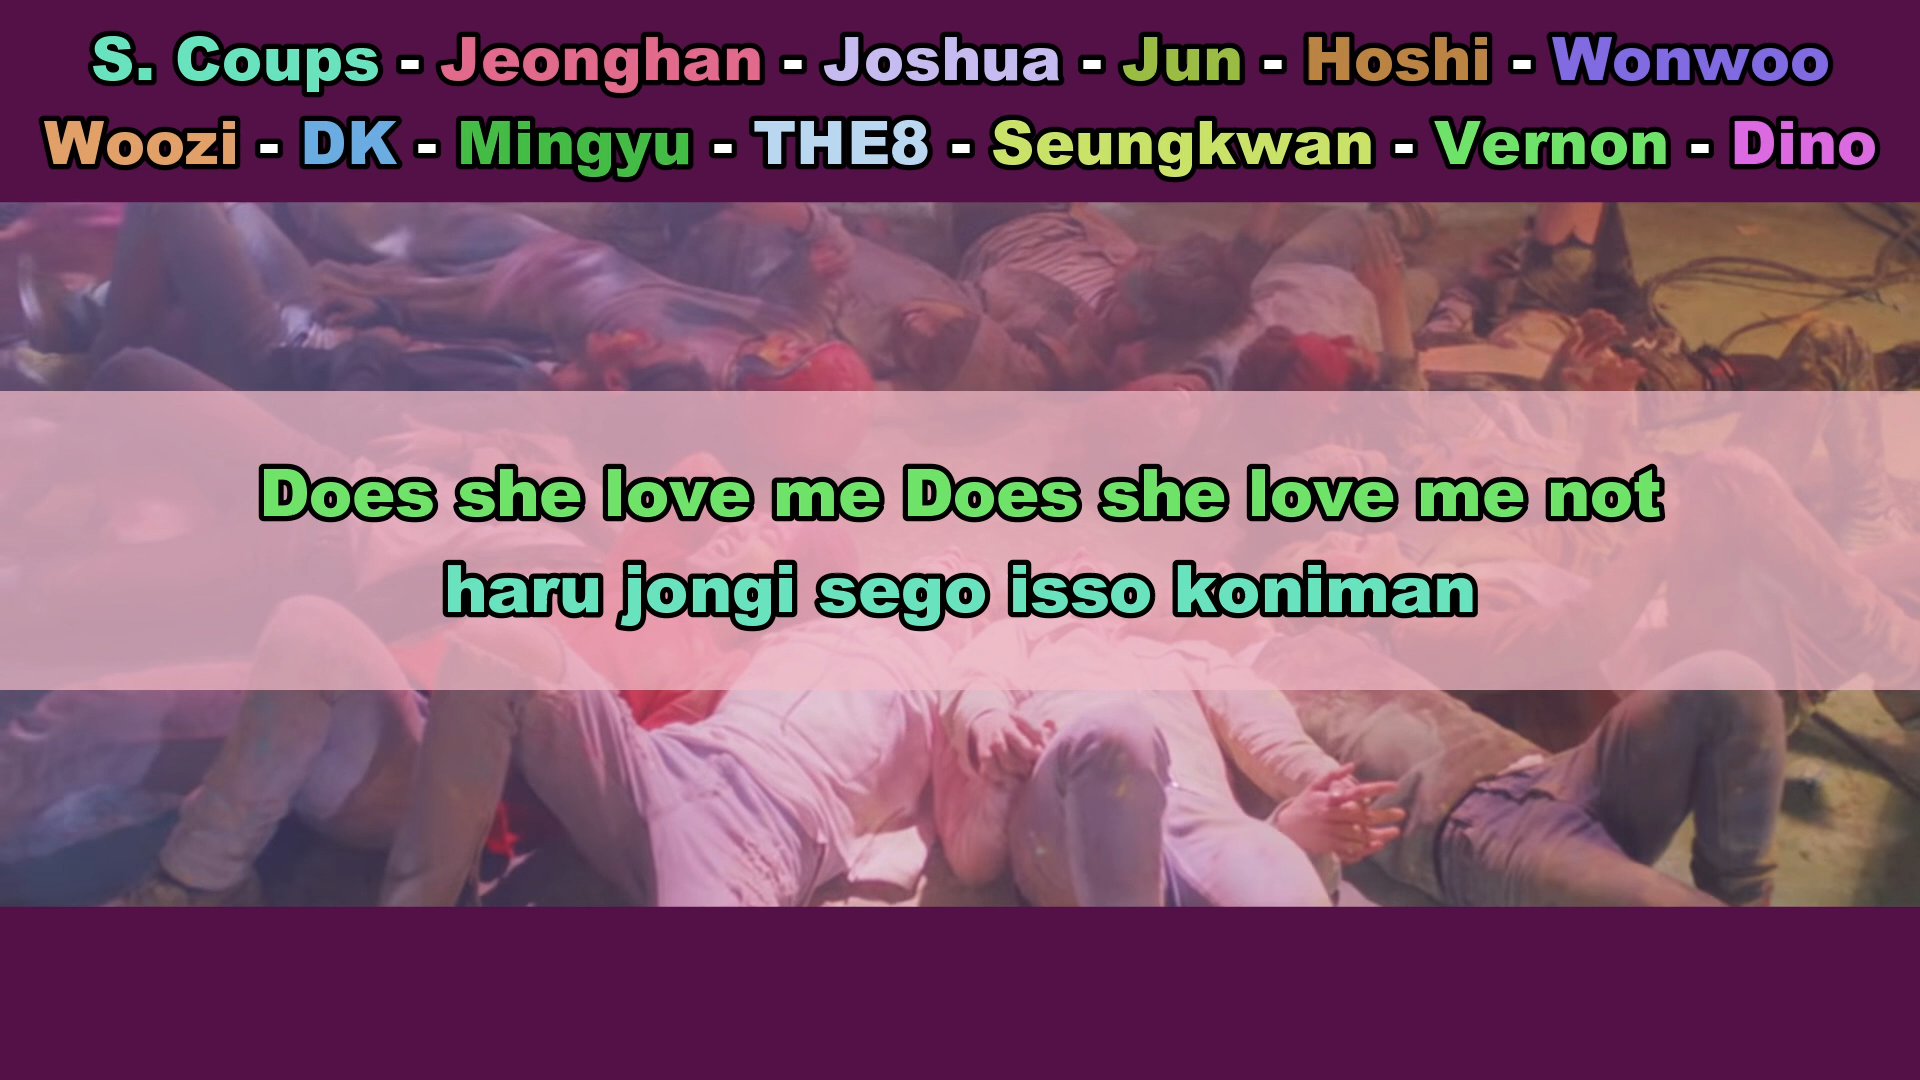 S. Coups - Jeonghan - Joshua - Jun - Hoshi - Wonwoo
Woozi - DK - Mingyu - THE8 - Seungkwan - Vernon - Dino
Does she love me Does she love me not
haru jongi sego isso koniman